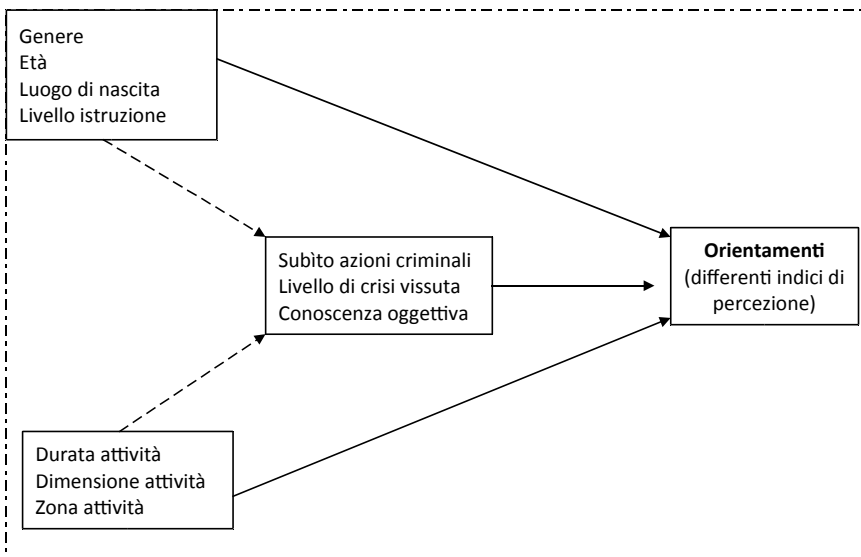 Genere
Età
Luogo di nascita
Livello istruzione
Subìto azioni criminali
Livello di crisi vissuta
Conoscenza oggettiva
Orientamenti
(differenti indici di
percezione)
Durata attività
Dimensione attività
Zona attività